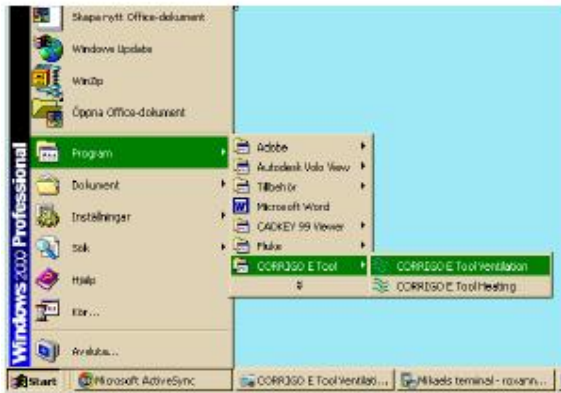 Skapa nytt Office-dokument
Windows Update
WinZip
Öppna Office-dokument
Program
Dokument
Inställningar
Sök
Hjälp
Kör...
Avsluta...
Windows 2000 Professional
Adobe
Autodesk Volo View
Tillbehör
Microsoft Word
CADKEY 99 Viewer
Fluke
CORRIGO E Tool
CORRIGO E Tool Ventilation
CORRIGO E Tool Heating
Start
Microsoft ActiveSync
CORRIGO E Tool Ventilati...
Mikaels terminal - roxann...